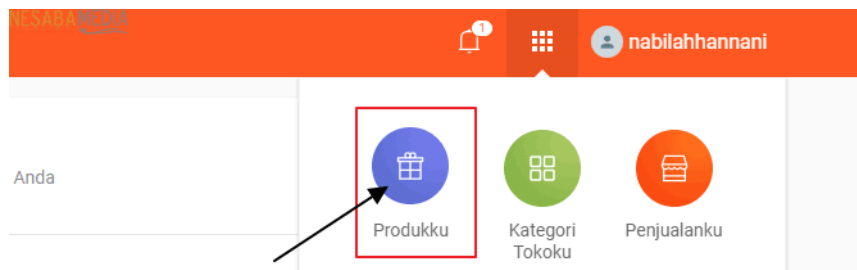 NESABAMEDIA
1
nabilahhannani
Anda
Produkku
Kategori
Tokoku
Penjualanku